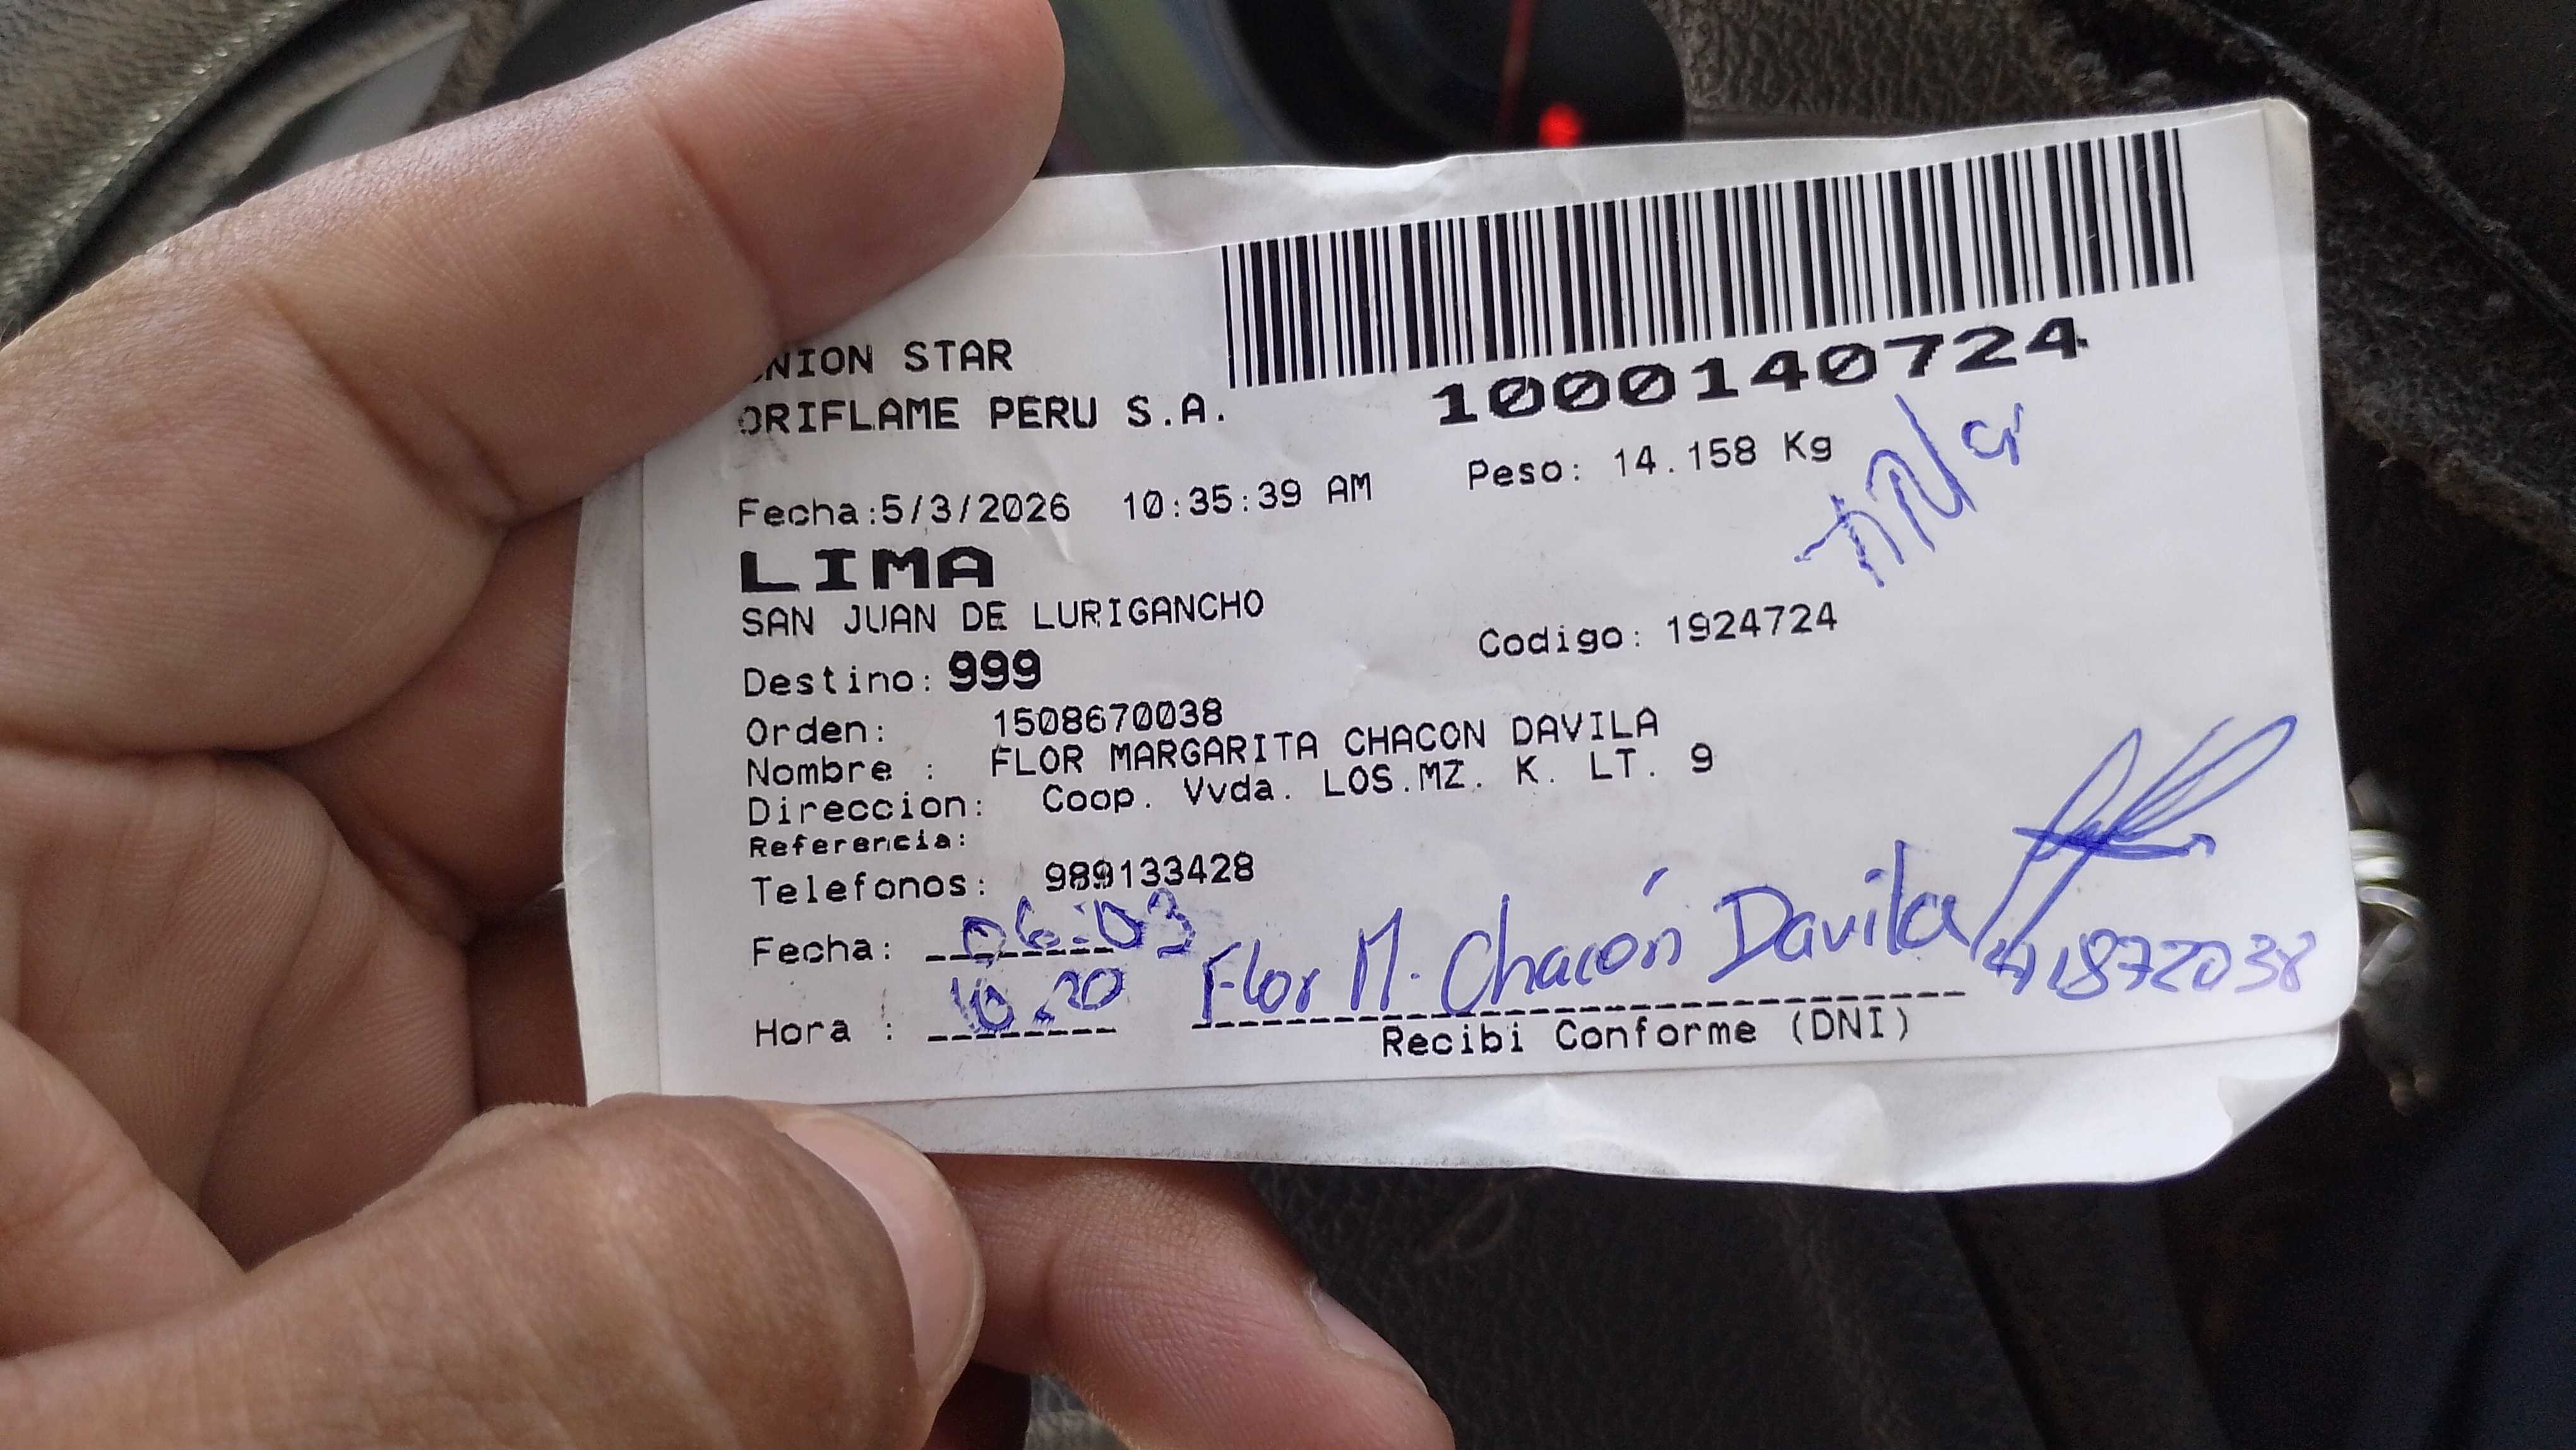 NION STAR
ORIFLAME PERU S.A.
1000140724
Fecha:5/3/2026 10:35:39 AM Peso: 14.158 Kg
LIMA
SAN JUAN DE LURIGANCHO
Destino: 999 Codigo: 1924724
Orden: 1508670038
Nombre : FLOR MARGARITA CHACON DAVILA
Direccion: Coop. Vvda. LOS.MZ. K. LT. 9
Referencia:
Telefonos: 989133428
Fecha: 06:03
Hora : 10.20 Flor M. Chacón Davila 41872038
Recibi Conforme (DNI)